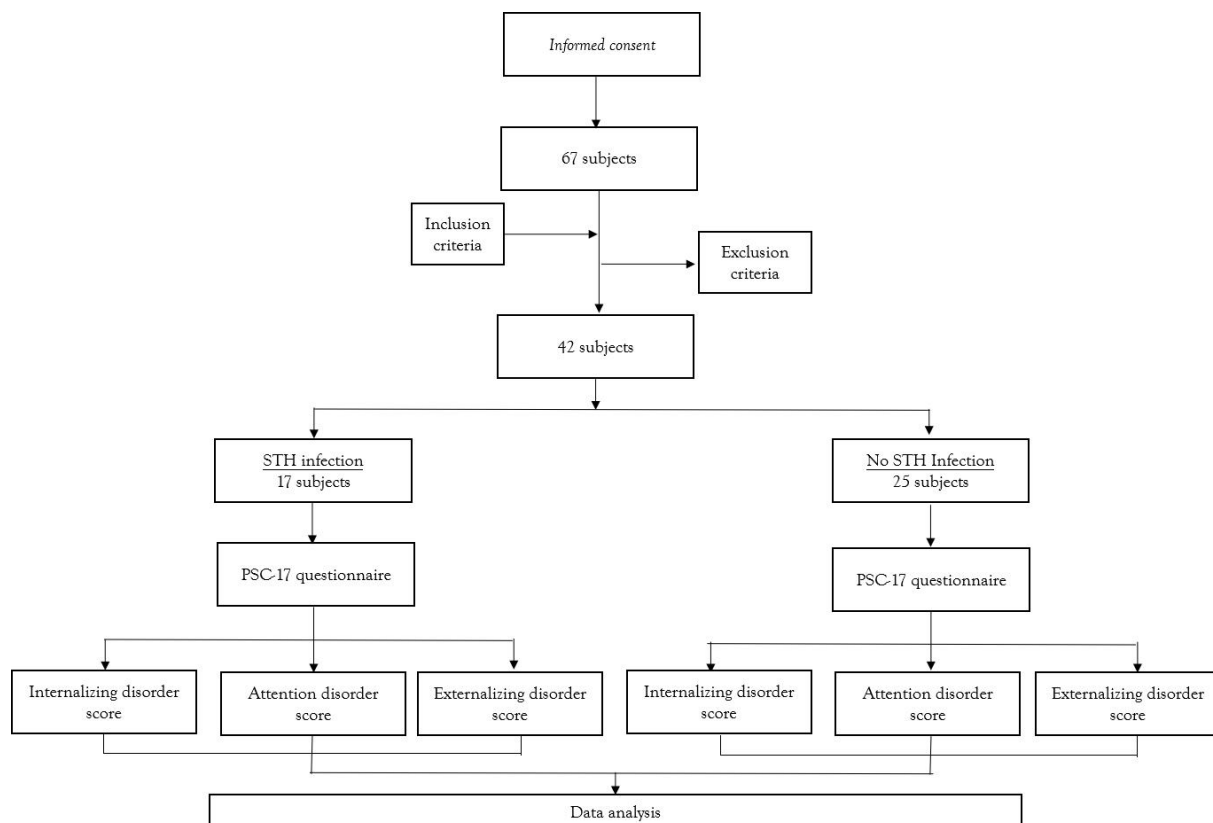 Informed consent
67 subjects
Inclusion
criteria
Exclusion
criteria
42 subjects
STH infection
17 subjects
No STH Infection
25 subjects
PSC-17 questionnaire
PSC-17 questionnaire
Internalizing disorder
score
Attention disorder
score
Externalizing disorder
score
Internalizing disorder
score
Attention disorder
score
Externalizing disorder
score
Data analysis